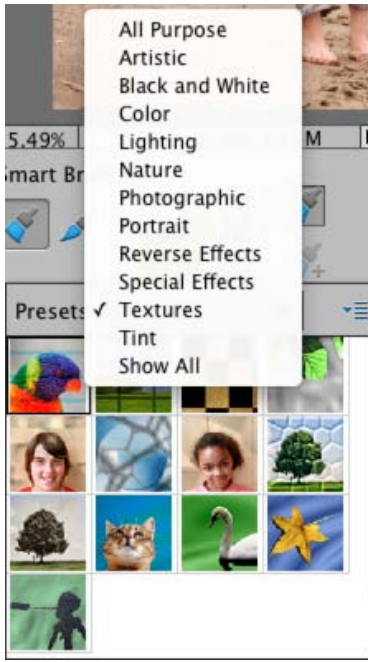 All Purpose
Artistic
Black and White
Color
5.49%
Lighting
M
Nature
mart Br
Photographic
Portrait
Reverse Effects
Special Effects
Presets ✓ Textures
Tint
Show All